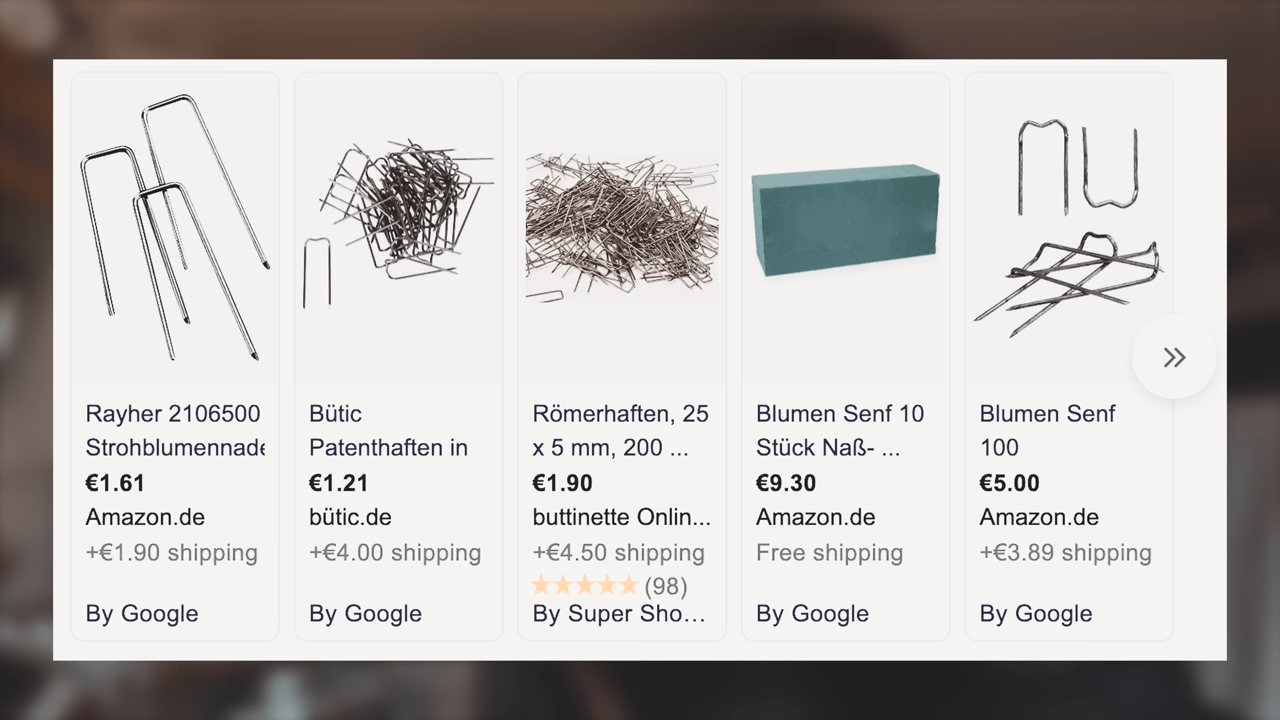 Rayher 2106500
Strohblumennade
€1.61
Amazon.de
+€1.90 shipping
By Google
Bütic
Patenthaften in
€1.21
bütic.de
+€4.00 shipping
By Google
Römerhaften, 25
x 5 mm, 200 ...
€1.90
buttinette Onlin...
+€4.50 shipping
(98)
By Super Sho...
Blumen Senf 10
Stück Naß- ...
€9.30
Amazon.de
Free shipping
By Google
Blumen Senf
100
€5.00
Amazon.de
+€3.89 shipping
By Google